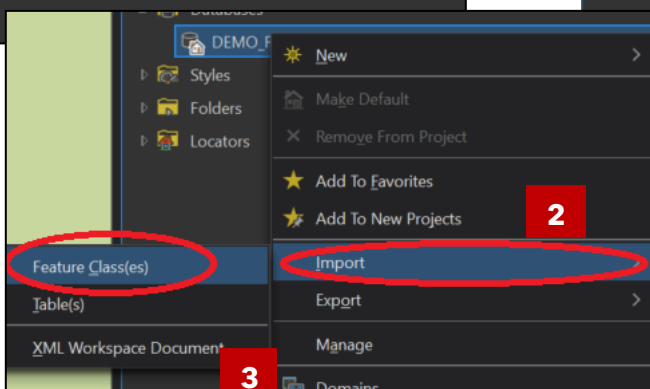 Databases
DEMO_F
Styles
Folders
Locators
New
Make Default
Remove From Project
Add To Favorites
Add To New Projects
2
Import
Export
Manage
Domains
Feature Class(es)
Table(s)
XML Workspace Document
3